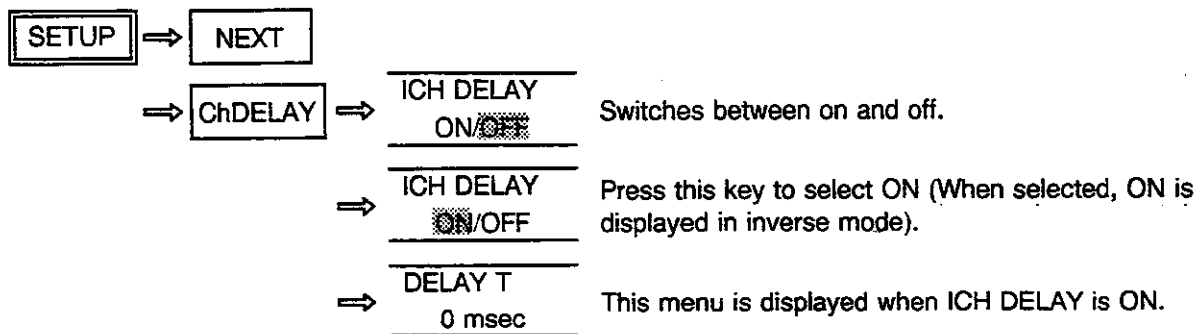 SETUP ⇒ NEXT
⇒ ChDELAY ⇒ ICH DELAY
ON/OFF
Switches between on and off.
⇒ ICH DELAY
ON/OFF
Press this key to select ON (When selected, ON is
displayed in inverse mode).
⇒ DELAY T
0 msec
This menu is displayed when ICH DELAY is ON.